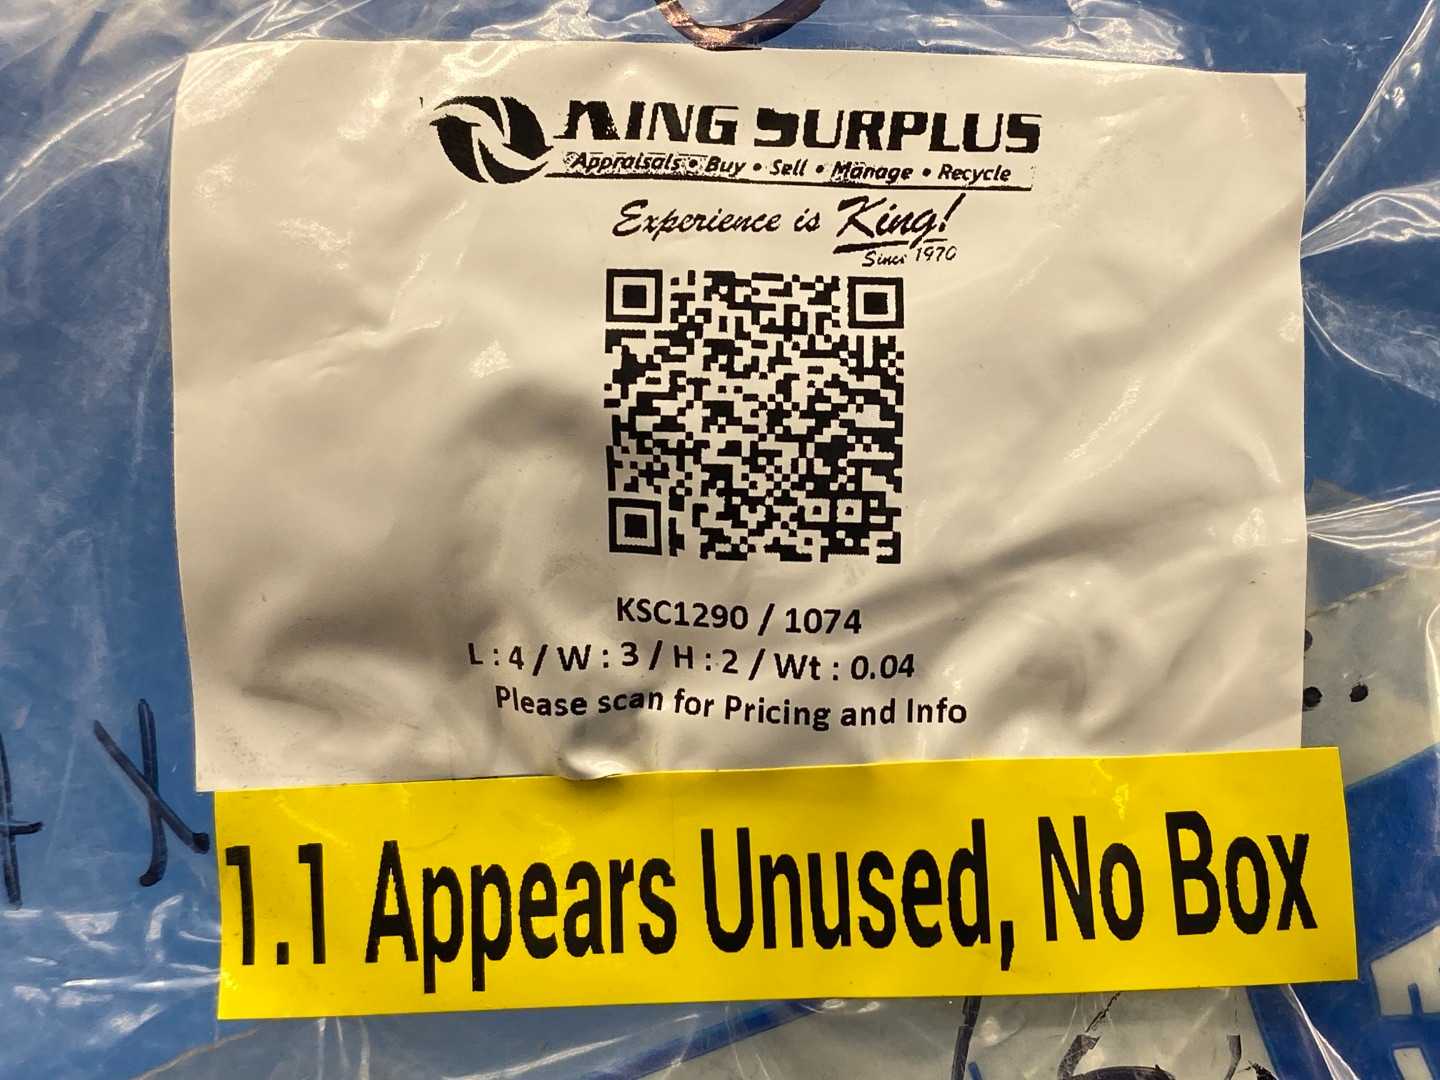 KING SURPLUS
Appraisals • Buy • Sell • Manage • Recycle
Experience is King!
Since 1970
KSC1290 / 1074
L : 4 / W : 3 / H : 2 / Wt : 0.04
Please scan for Pricing and Info
X
1.1 Appears Unused, No Box